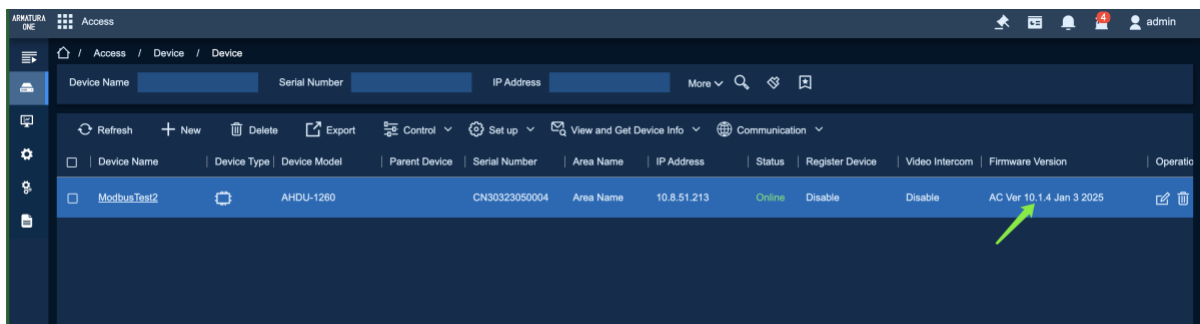 ARMATURA ONE Access 4 admin
/ Access / Device / Device
Device Name Serial Number IP Address More
Refresh New Delete Export Control Set up View and Get Device Info Communication
Device Name Device Type Device Model Parent Device Serial Number Area Name IP Address Status Register Device Video Intercom Firmware Version Operatio
ModbusTest2 AHDU-1260 CN30323050004 Area Name 10.8.51.213 Online Disable Disable AC Ver 10.1.4 Jan 3 2025